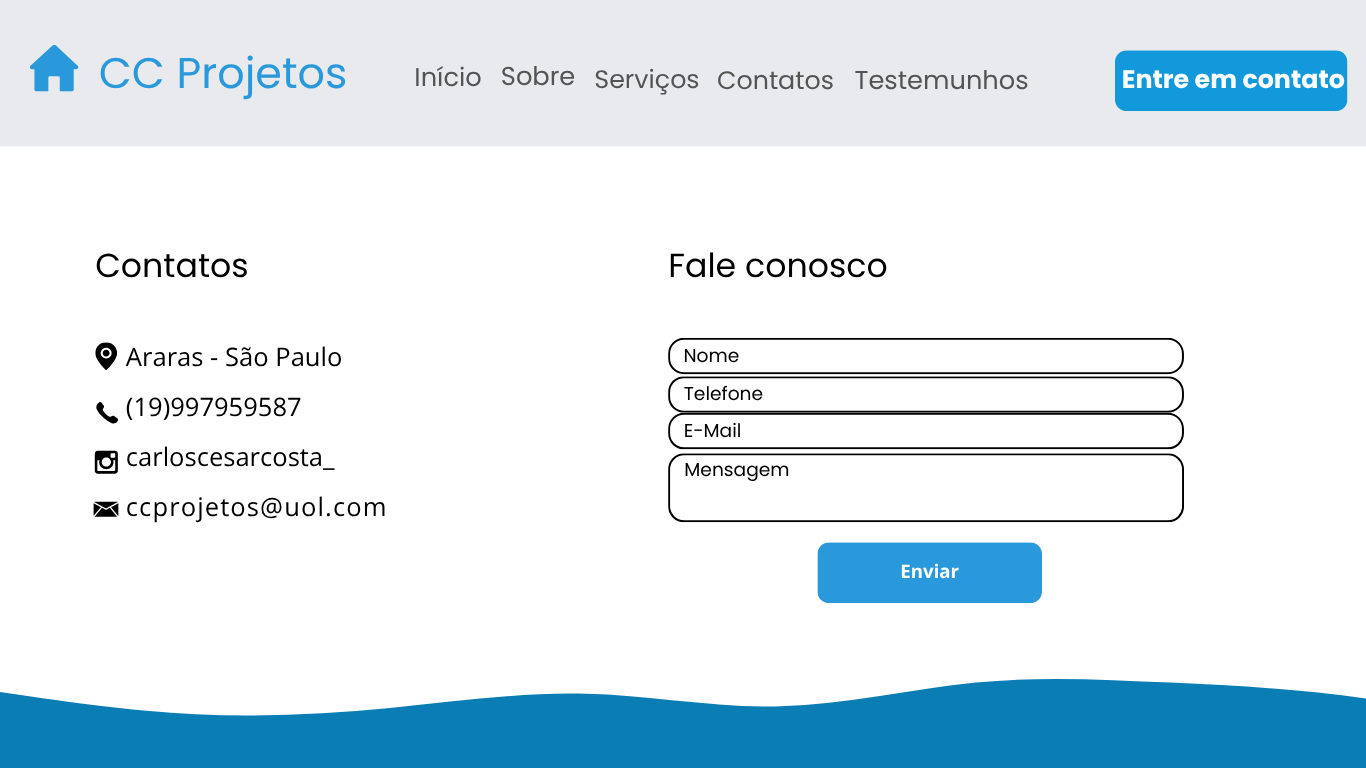 CC Projetos
Início Sobre Serviços Contatos Testemunhos
Entre em contato
Contatos
Araras - São Paulo
(19)997959587
carloscesarcosta_
ccprojetos@uol.com
Fale conosco
Nome
Telefone
E-Mail
Mensagem
Enviar